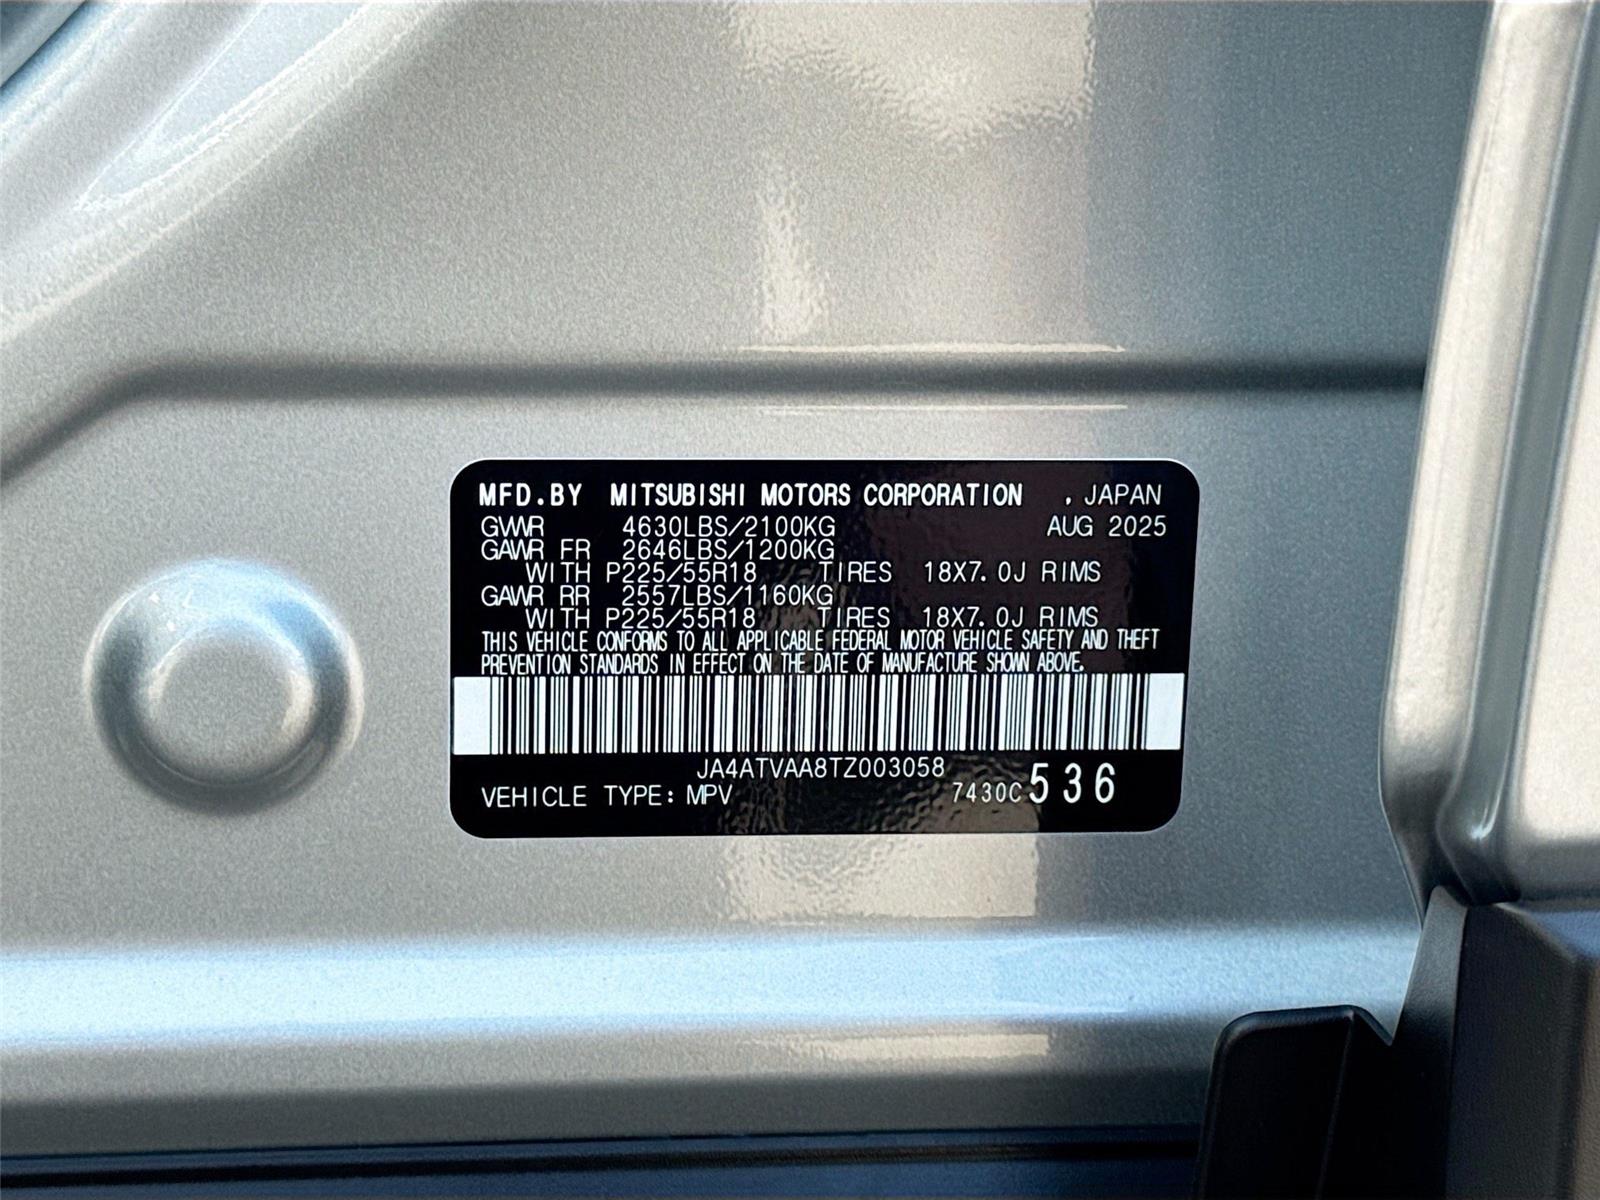 MFD.BY MITSUBISHI MOTORS CORPORATION , JAPAN
GVWR 4630LBS/2100KG AUG 2025
GAWR FR 2646LBS/1200KG
WITH P225/55R18 TIRES 18X7.0J RIMS
GAWR RR 2557LBS/1160KG
WITH P225/55R18 TIRES 18X7.0J RIMS
THIS VEHICLE CONFORMS TO ALL APPLICABLE FEDERAL MOTOR VEHICLE SAFETY AND THEFT
PREVENTION STANDARDS IN EFFECT ON THE DATE OF MANUFACTURE SHOWN ABOVE.
JA4ATVAA8TZ003058
VEHICLE TYPE: MPV 7430C 536